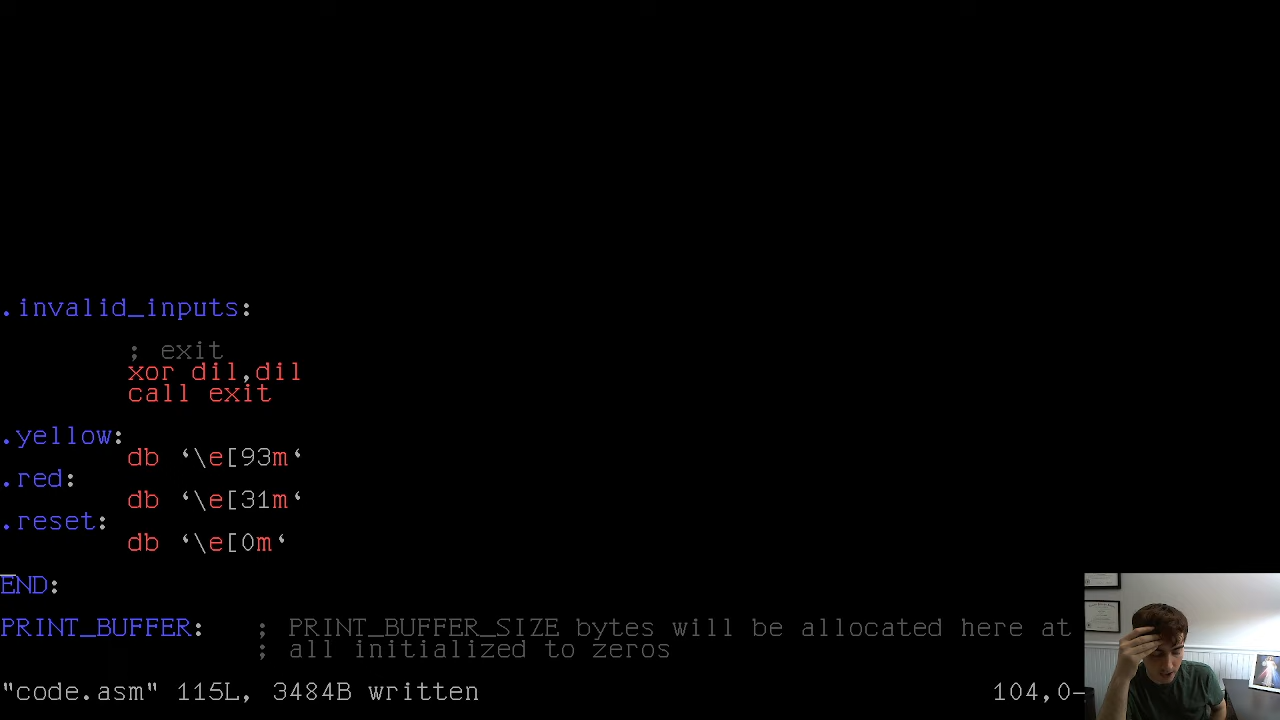 .invalid_inputs:
; exit
xor dil,dil
call exit
.yellow:
db `\e[93m`
.red:
db `\e[31m`
.reset:
db `\e[0m`
END:
PRINT_BUFFER: ; PRINT_BUFFER_SIZE bytes will be allocated here at
; all initialized to zeros
"code.asm" 115L, 3484B written 104,0-